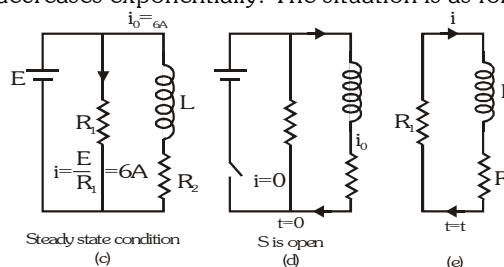 decreases exponentially. The situation is as fo
i₀=6A
i
E
R₁
L
i=E/R₁=6A
R₂
i=0
i₀
R₁
t=0
t=t
Steady state condition
S is open
(c)
(d)
(e)